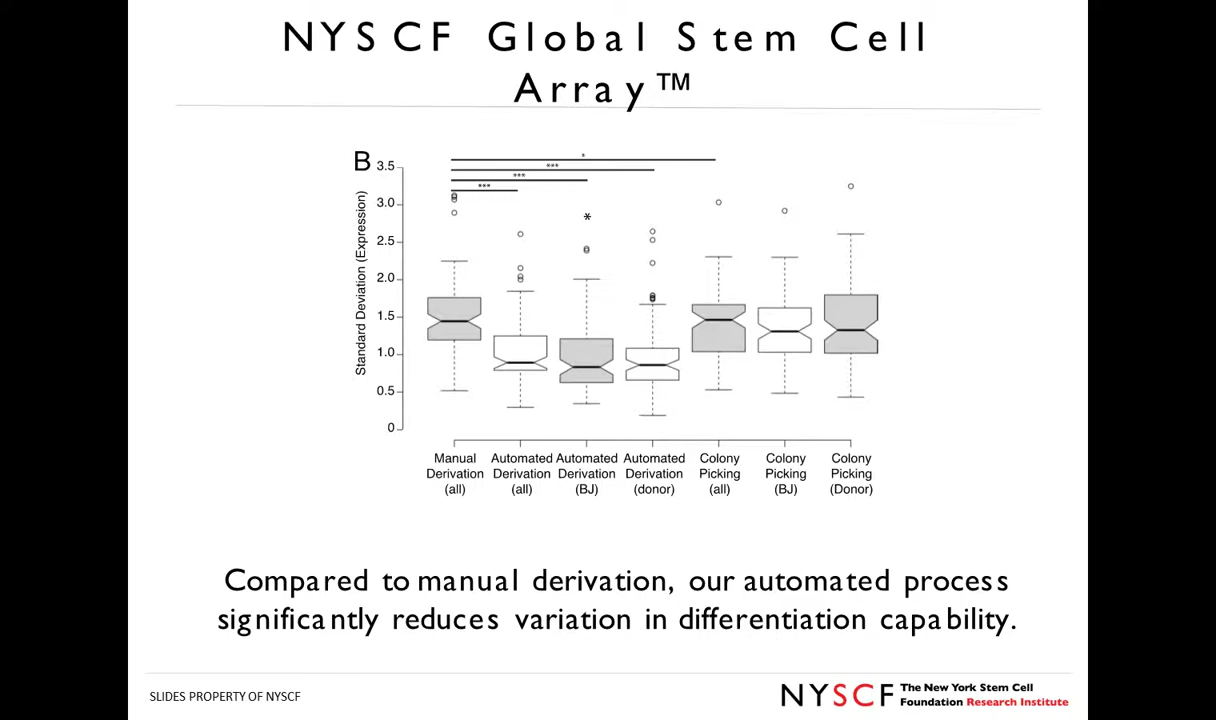 NYSCF Global Stem Cell
Array™
B
3.5
3.0
2.5
2.0
1.5
1.0
0.5
0
Standard Deviation (Expression)
*
***
***
***
*
Manual Derivation (all)
Automated Derivation (all)
Automated Derivation (BJ)
Automated Derivation (donor)
Colony Picking (all)
Colony Picking (BJ)
Colony Picking (Donor)
Compared to manual derivation, our automated process
significantly reduces variation in differentiation capability.
SLIDES PROPERTY OF NYSCF
NYSCF
The New York Stem Cell
Foundation Research Institute